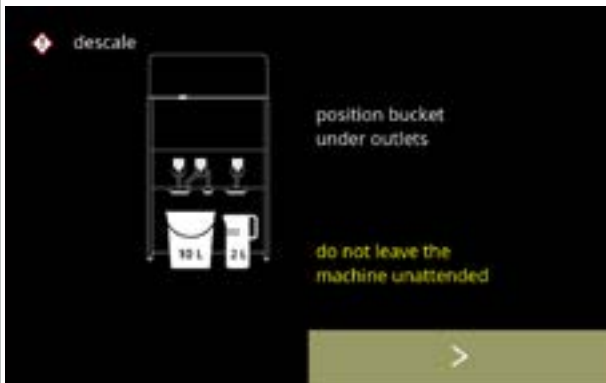 descale
position bucket
under outlets
10 L
2 L
do not leave the
machine unattended
>